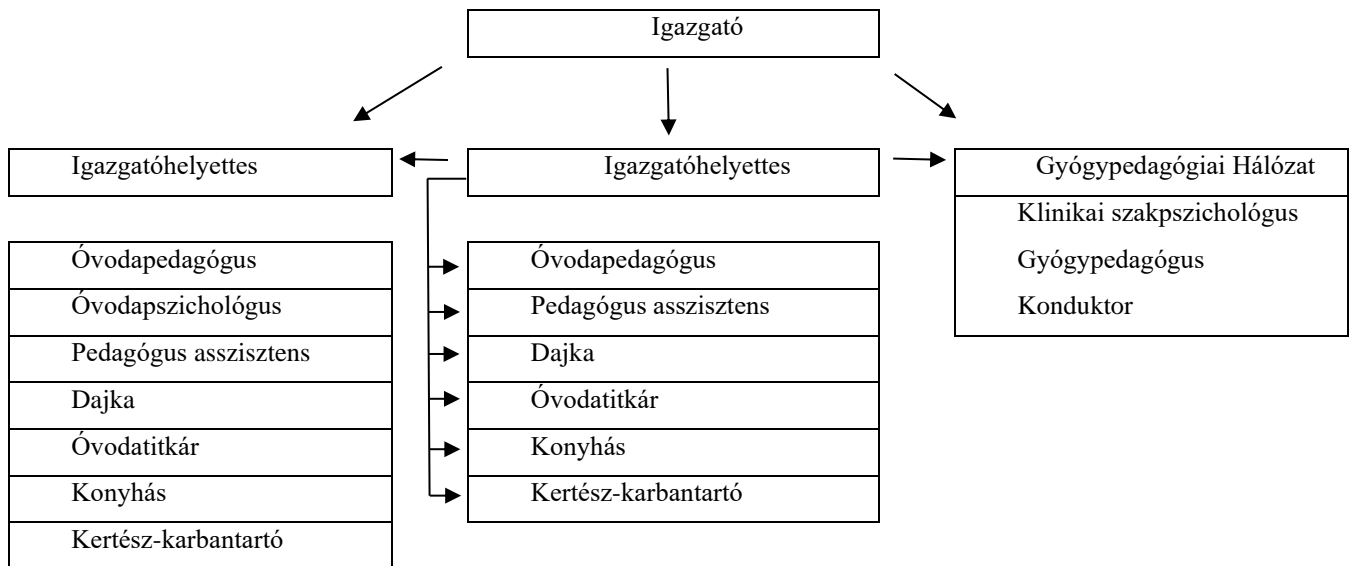 Igazgató
Igazgatóhelyettes
Igazgatóhelyettes
Gyógypedagógiai Hálózat
Klinikai szakpszichológus
Gyógypedagógus
Konduktor
Óvodapedagógus
Óvodapszichológus
Pedagógus asszisztens
Dajka
Óvodatitkár
Konyhás
Kertész-karbantartó
Óvodapedagógus
Pedagógus asszisztens
Dajka
Óvodatitkár
Konyhás
Kertész-karbantartó